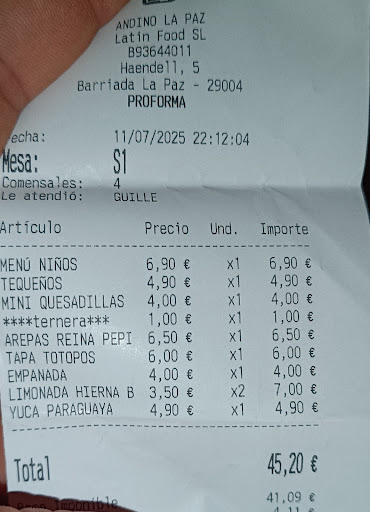 ANDINO LA PAZ
Latin Food SL
B93644011
Haendell, 5
Barriada La Paz - 29004
PROFORMA
echa: 11/07/2025 22:12:04
Mesa: S1
Comensales: 4
Le atendió: GUILLE
Artículo Precio Und. Importe
MENÚ NIÑOS 6,90 € x1 6,90 €
TEQUEÑOS 4,90 € x1 4,90 €
MINI QUESADILLAS 4,00 € x1 4,00 €
****ternera*** 1,00 € x1 1,00 €
AREPAS REINA PEPI 6,50 € x1 6,50 €
TAPA TOTOPOS 6,00 € x1 6,00 €
EMPANADA 4,00 € x1 4,00 €
LIMONADA HIERNA B 3,50 € x2 7,00 €
YUCA PARAGUAYA 4,90 € x1 4,90 €
Total 45,20 €
41,09 €